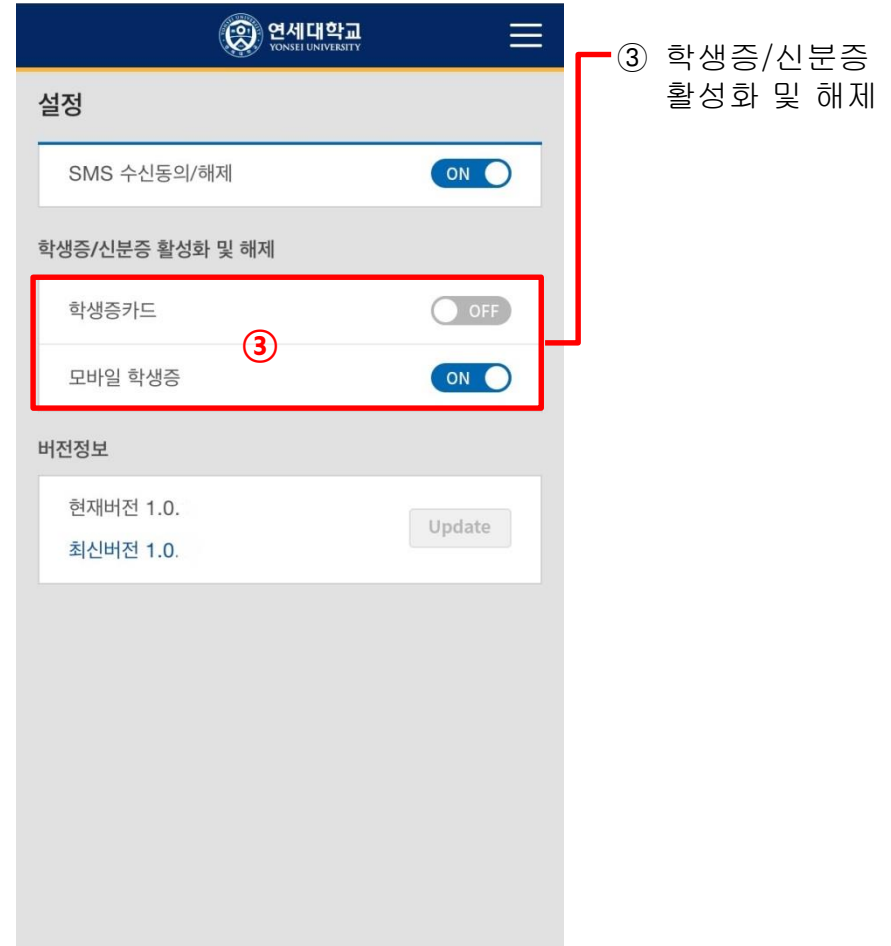 연세대학교
YONSEI UNIVERSITY
설정
SMS 수신동의/해제
ON
학생증/신분증 활성화 및 해제
학생증카드
OFF
③
모바일 학생증
ON
버전정보
현재버전 1.0.
Update
최신버전 1.0.
③ 학생증/신분증
활성화 및 해제